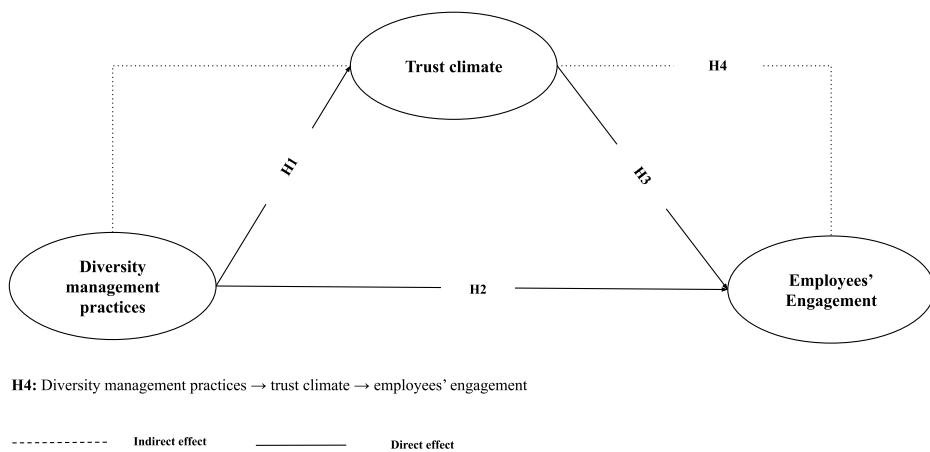 Trust climate
H4
H1
H3
Diversity
management
practices
H2
Employees'
Engagement
H4: Diversity management practices → trust climate → employees' engagement
Indirect effect
Direct effect